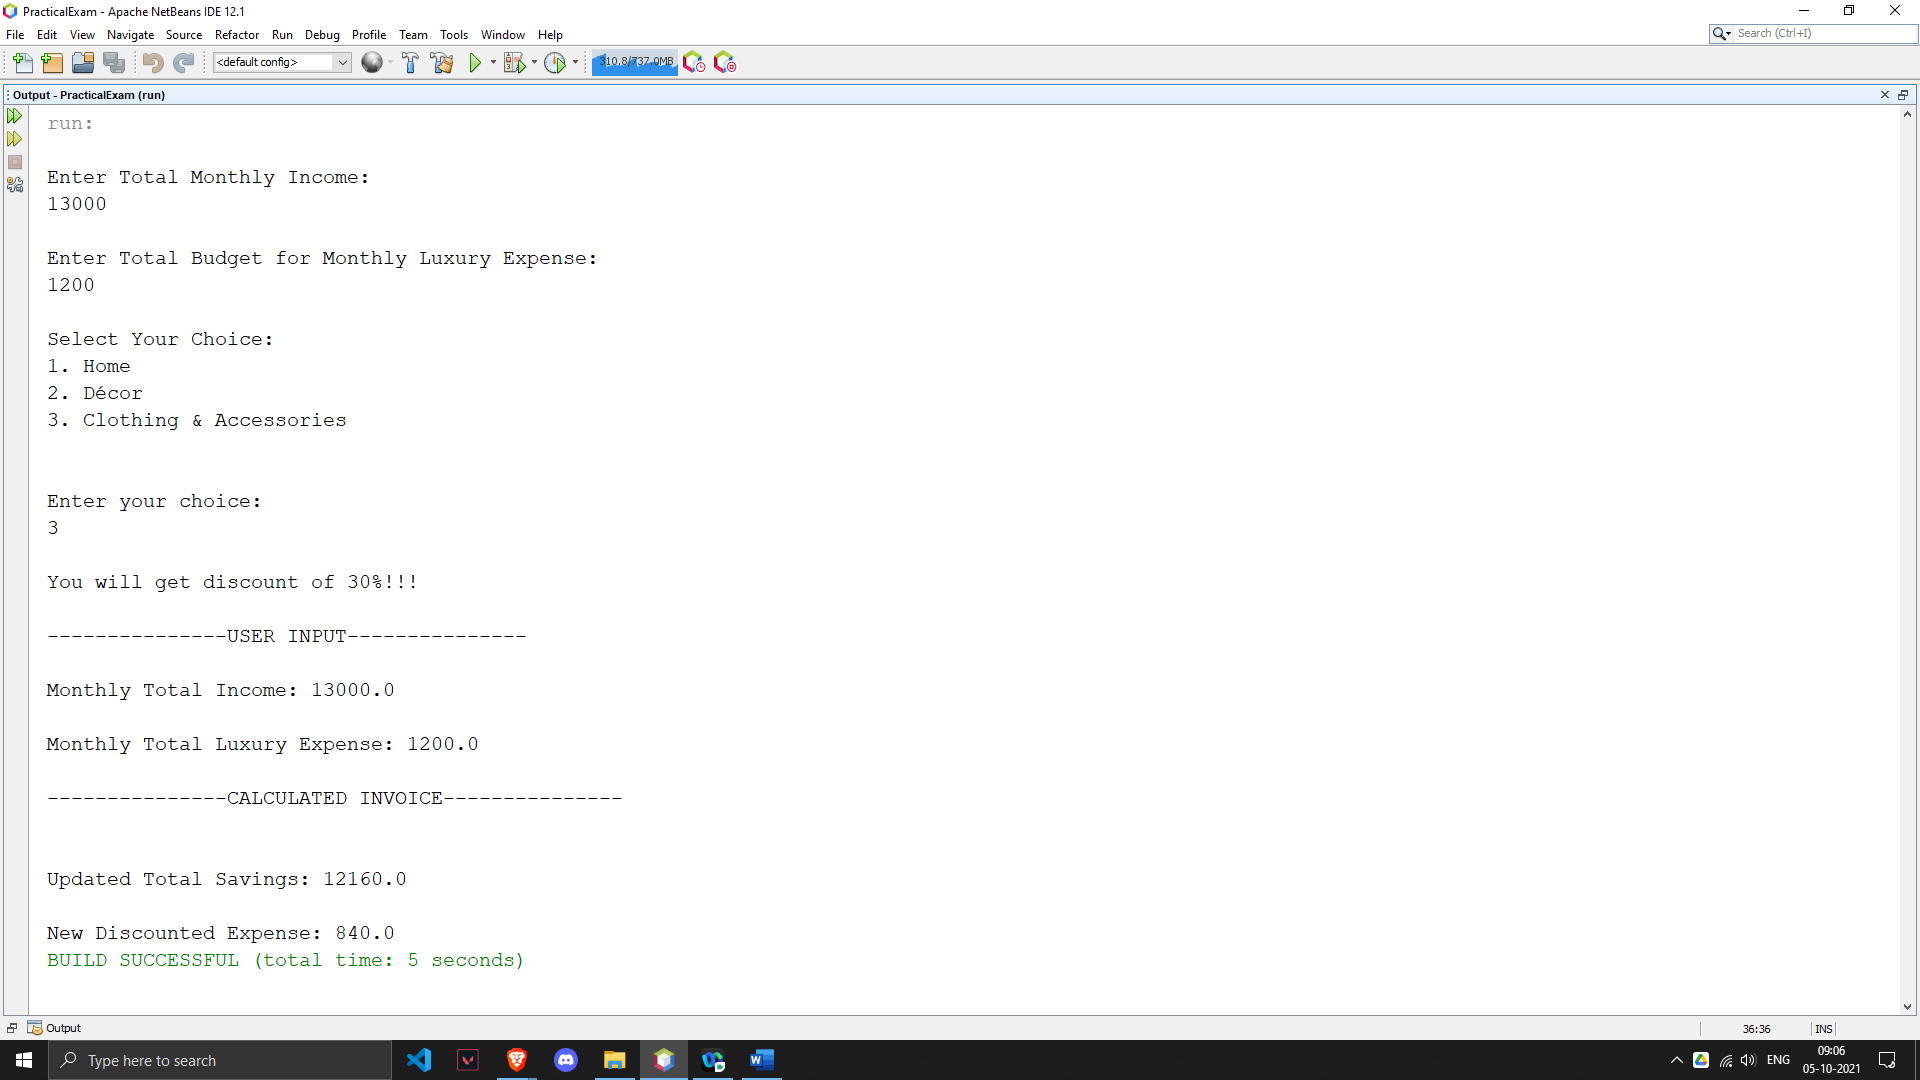 PracticalExam - Apache NetBeans IDE 12.1
File Edit View Navigate Source Refactor Run Debug Profile Team Tools Window Help
Search (Ctrl+I)
<default config>
310.8/737.0MB
Output - PracticalExam (run)
run:
Enter Total Monthly Income:
13000
Enter Total Budget for Monthly Luxury Expense:
1200
Select Your Choice:
1. Home
2. Décor
3. Clothing & Accessories
Enter your choice:
3
You will get discount of 30%!!!
---------------USER INPUT---------------
Monthly Total Income: 13000.0
Monthly Total Luxury Expense: 1200.0
---------------CALCULATED INVOICE---------------
Updated Total Savings: 12160.0
New Discounted Expense: 840.0
BUILD SUCCESSFUL (total time: 5 seconds)
Output
36:36 INS
Type here to search
ENG
09:06
05-10-2021